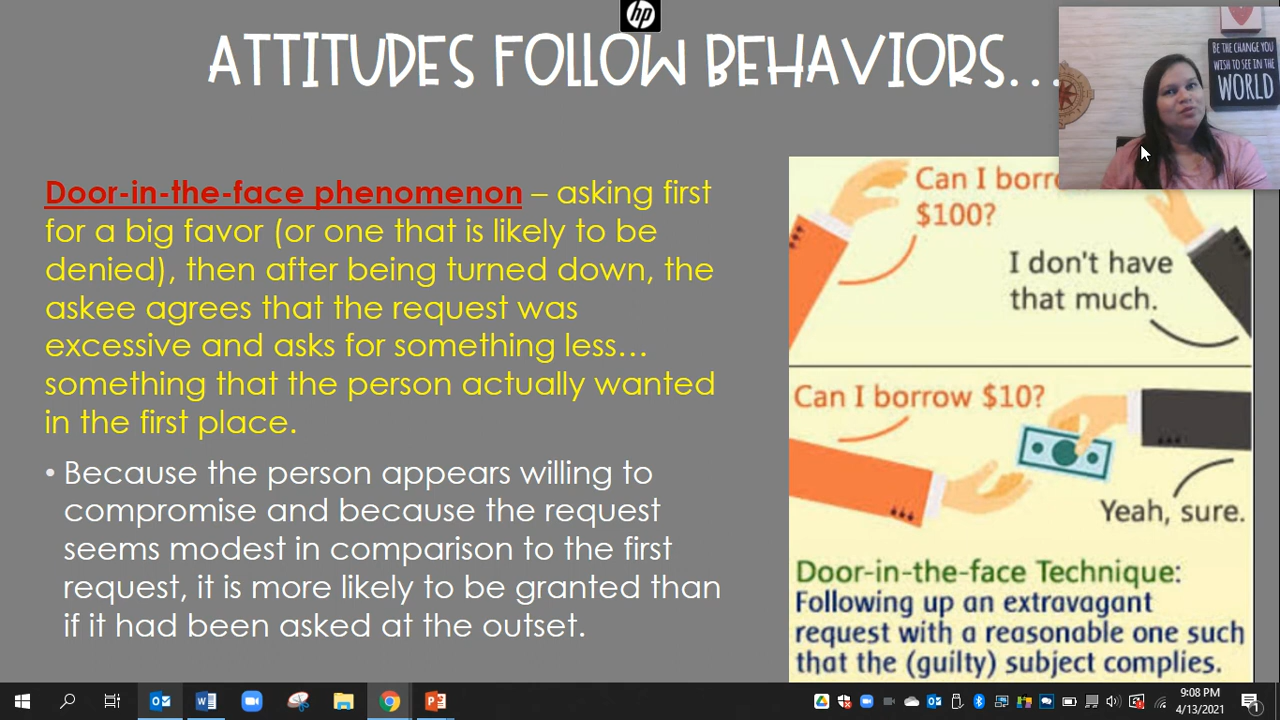 hp
ATTITUDES FOLLOW BEHAVIORS...
BE THE CHANGE YOU
WISH TO SEE IN THE
WORLD
Door-in-the-face phenomenon – asking first
for a big favor (or one that is likely to be
denied), then after being turned down, the
askee agrees that the request was
excessive and asks for something less…
something that the person actually wanted
in the first place.
• Because the person appears willing to
compromise and because the request
seems modest in comparison to the first
request, it is more likely to be granted than
if it had been asked at the outset.
Can I borr
$100?
I don't have
that much.
Can I borrow $10?
Yeah, sure.
Door-in-the-face Technique:
Following up an extravagant
request with a reasonable one such
that the (guilty) subject complies.
9:08 PM
4/13/2021